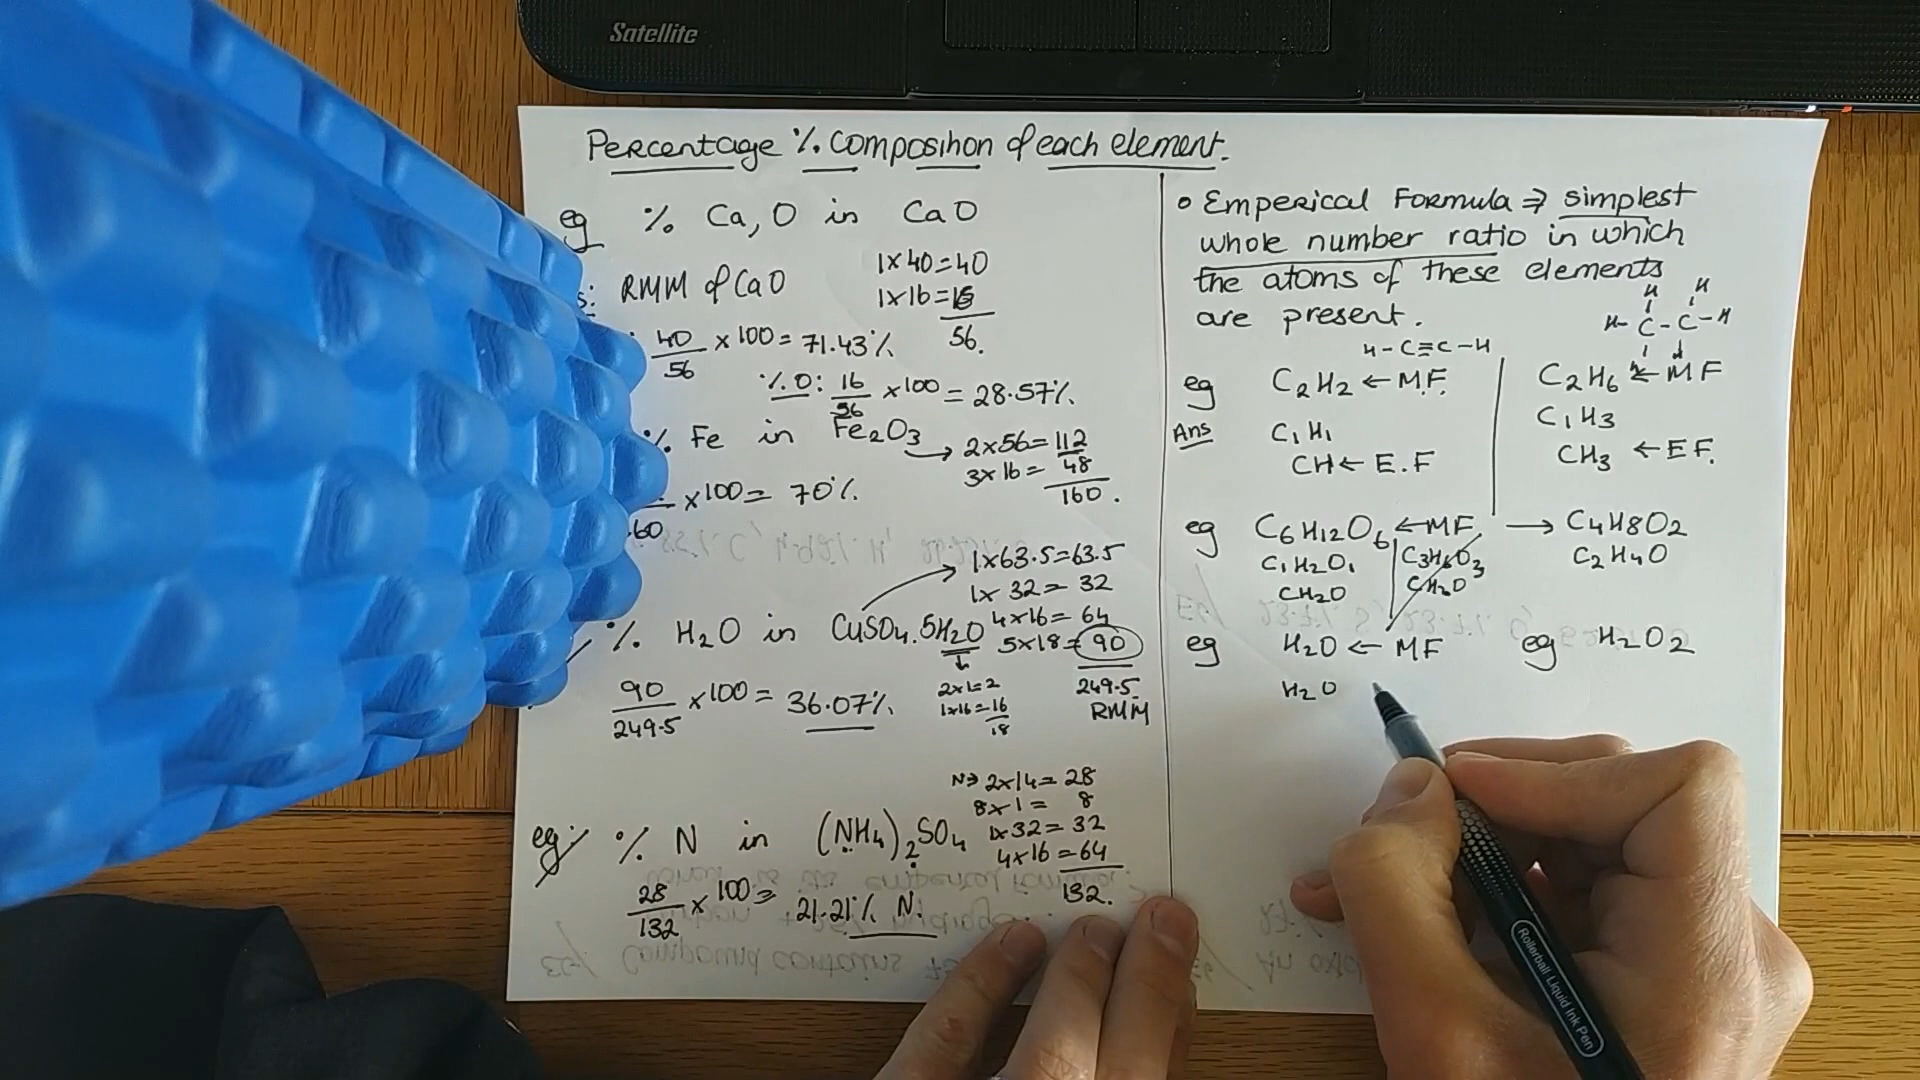 Satellite
Percentage % Composition of each element.
eg % Ca, O in CaO
RMM of CaO
1x40=40
1x16=16
56.
40/56 x100= 71.43%
% O: 16/56 x100 = 28.57%
% Fe in Fe2O3 → 2x56=112
3x16= 48
160.
x100= 70%
60
% H2O in CuSO4.5H2O
1x63.5=63.5
1x 32= 32
4x16= 64
5x18=90
249.5
RMM
2x1=2
1x16=16
18
90/249.5 x100= 36.07%
eg: % N in (NH4)2SO4
N→ 2x14= 28
8x1= 8
1x32=32
4x16=64
132.
28/132 x100= 21.21% N.
• Emperical Formula ⇒ simplest
whole number ratio in which
the atoms of these elements
are present.
H-C≡C-H
H H
H-C-C-H
eg C2H2 ← M.F.
Ans C1H1
CH ← E.F
C2H6 ← MF
C1H3
CH3 ← EF.
eg C6H12O6 ← MF → C4H8O2
C1H2O1 C3H6O3 C2H4O
CH2O CH2O
eg H2O ← MF eg H2O2
H2O
Rollerball Liquid Ink Pen